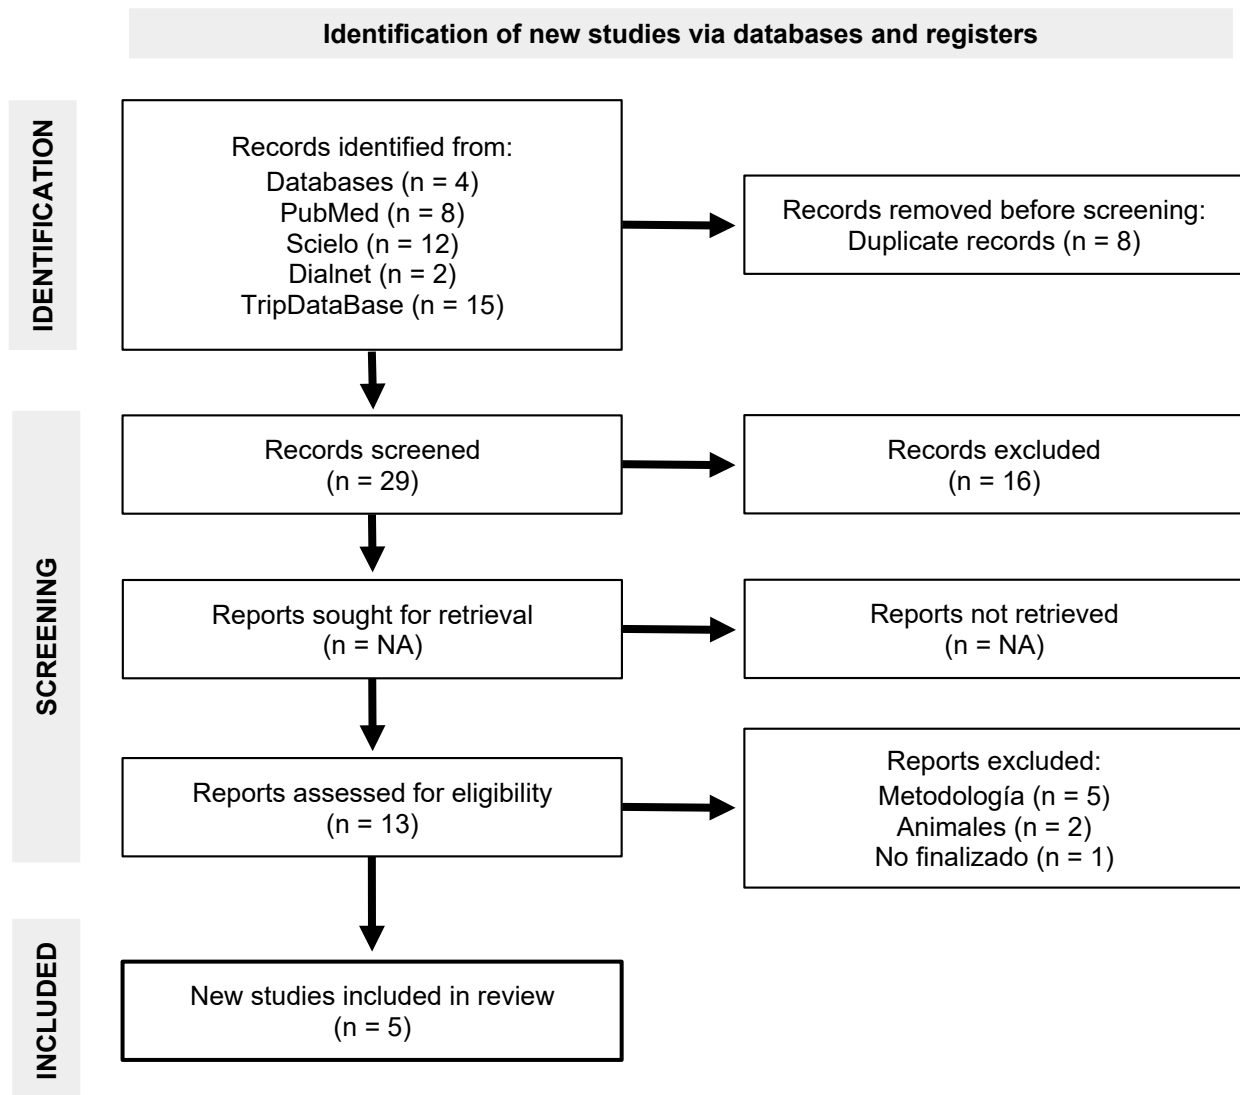 Identification of new studies via databases and registers
IDENTIFICATION
Records identified from:
Databases (n = 4)
PubMed (n = 8)
Scielo (n = 12)
Dialnet (n = 2)
TripDataBase (n = 15)
Records removed before screening:
Duplicate records (n = 8)
SCREENING
Records screened
(n = 29)
Records excluded
(n = 16)
Reports sought for retrieval
(n = NA)
Reports not retrieved
(n = NA)
Reports assessed for eligibility
(n = 13)
Reports excluded:
Metodología (n = 5)
Animales (n = 2)
No finalizado (n = 1)
INCLUDED
New studies included in review
(n = 5)